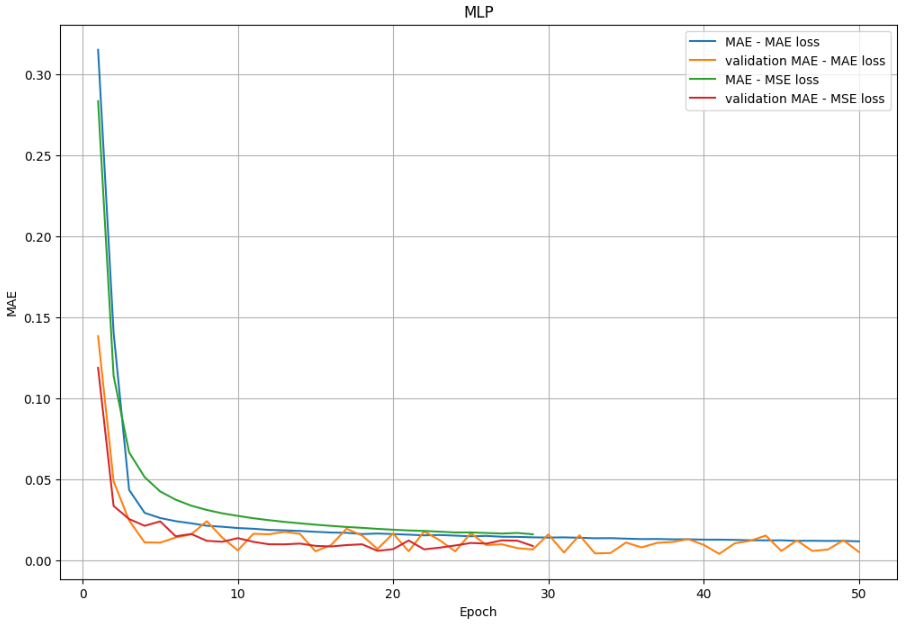 MLP
MAE - MAE loss
validation MAE - MAE loss
MAE - MSE loss
validation MAE - MSE loss
0.30
0.25
0.20
0.15
0.10
0.05
0.00
MAE
0 10 20 30 40 50
Epoch